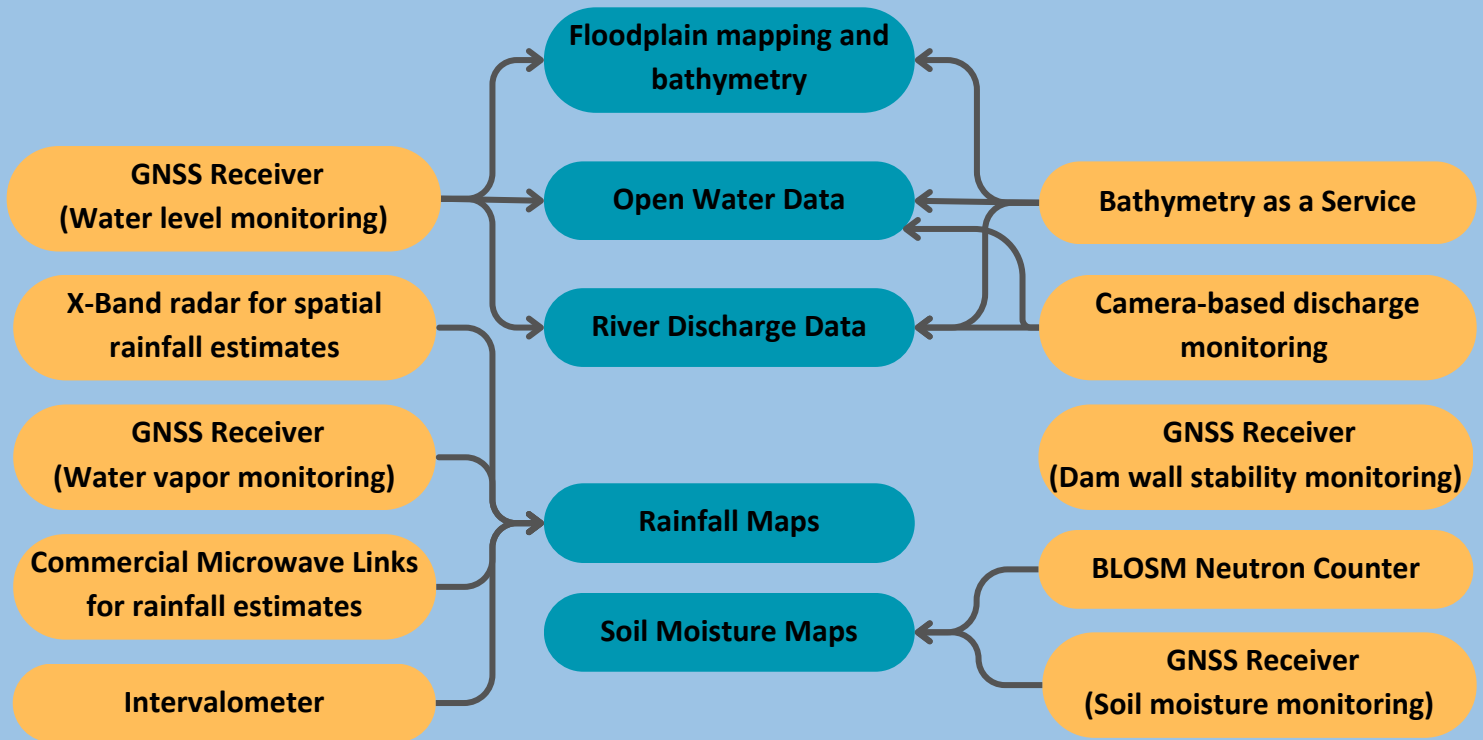 Floodplain mapping and
bathymetry
GNSS Receiver
(Water level monitoring)
Open Water Data
Bathymetry as a Service
X-Band radar for spatial
rainfall estimates
River Discharge Data
Camera-based discharge
monitoring
GNSS Receiver
(Water vapor monitoring)
GNSS Receiver
(Dam wall stability monitoring)
Rainfall Maps
Commercial Microwave Links
for rainfall estimates
BLOSM Neutron Counter
Soil Moisture Maps
Intervalometer
GNSS Receiver
(Soil moisture monitoring)